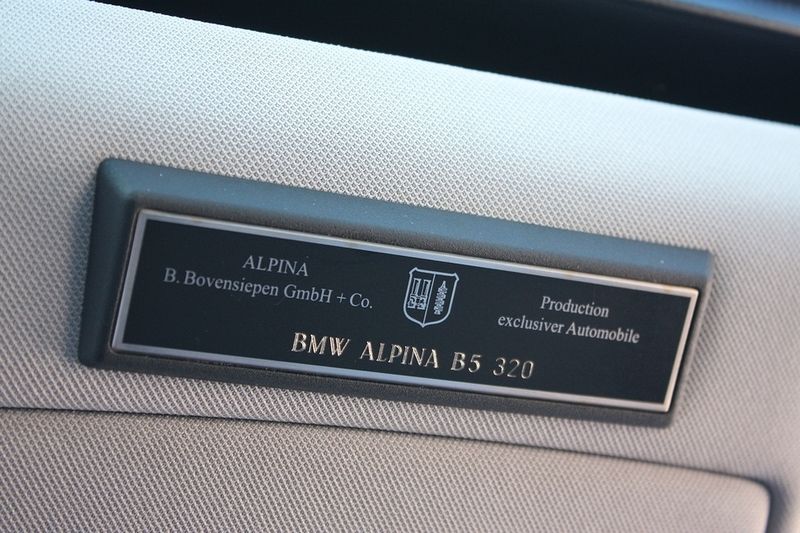 ALPINA
B. Bovensiepen GmbH + Co.
Production
exclusiver Automobile
BMW ALPINA B5 320